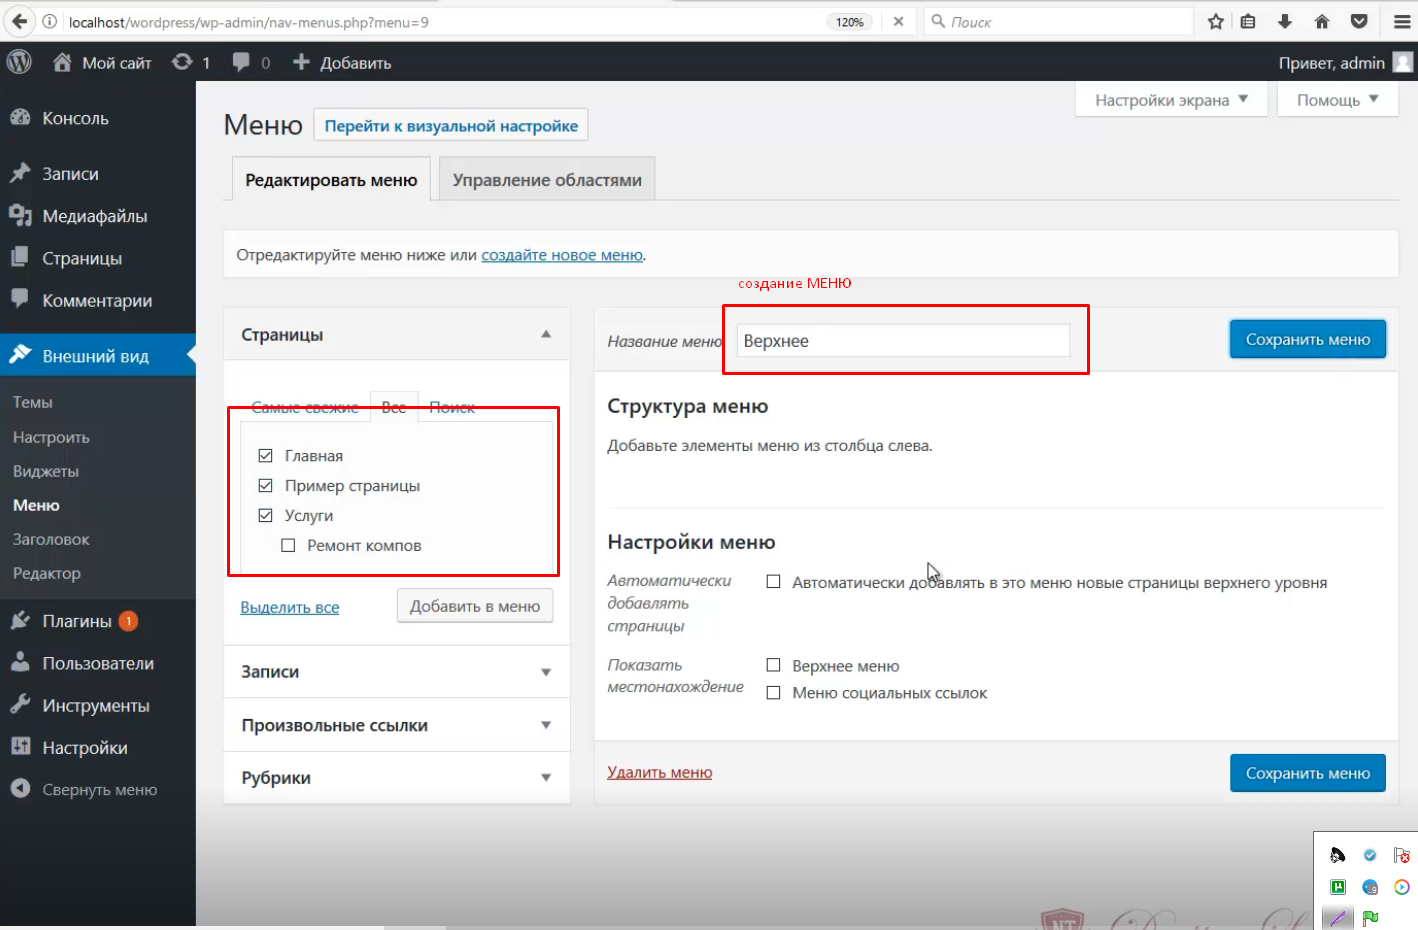 localhost/wordpress/wp-admin/nav-menus.php?menu=9
120%
Поиск
Мой сайт
1
0
Добавить
Привет, admin
Настройки экрана
Помощь
Консоль
Записи
Медиафайлы
Страницы
Комментарии
Внешний вид
Темы
Настроить
Виджеты
Меню
Заголовок
Редактор
Плагины 1
Пользователи
Инструменты
Настройки
Свернуть меню
Меню
Перейти к визуальной настройке
Редактировать меню
Управление областями
Отредактируйте меню ниже или создайте новое меню.
создание МЕНЮ
Страницы
Самые свежие
Все
Поиск
Главная
Пример страницы
Услуги
Ремонт компов
Выделить все
Добавить в меню
Записи
Произвольные ссылки
Рубрики
Название меню
Верхнее
Сохранить меню
Структура меню
Добавьте элементы меню из столбца слева.
Настройки меню
Автоматически
добавлять
страницы
Автоматически добавлять в это меню новые страницы верхнего уровня
Показать
местонахождение
Верхнее меню
Меню социальных ссылок
Удалить меню
Сохранить меню